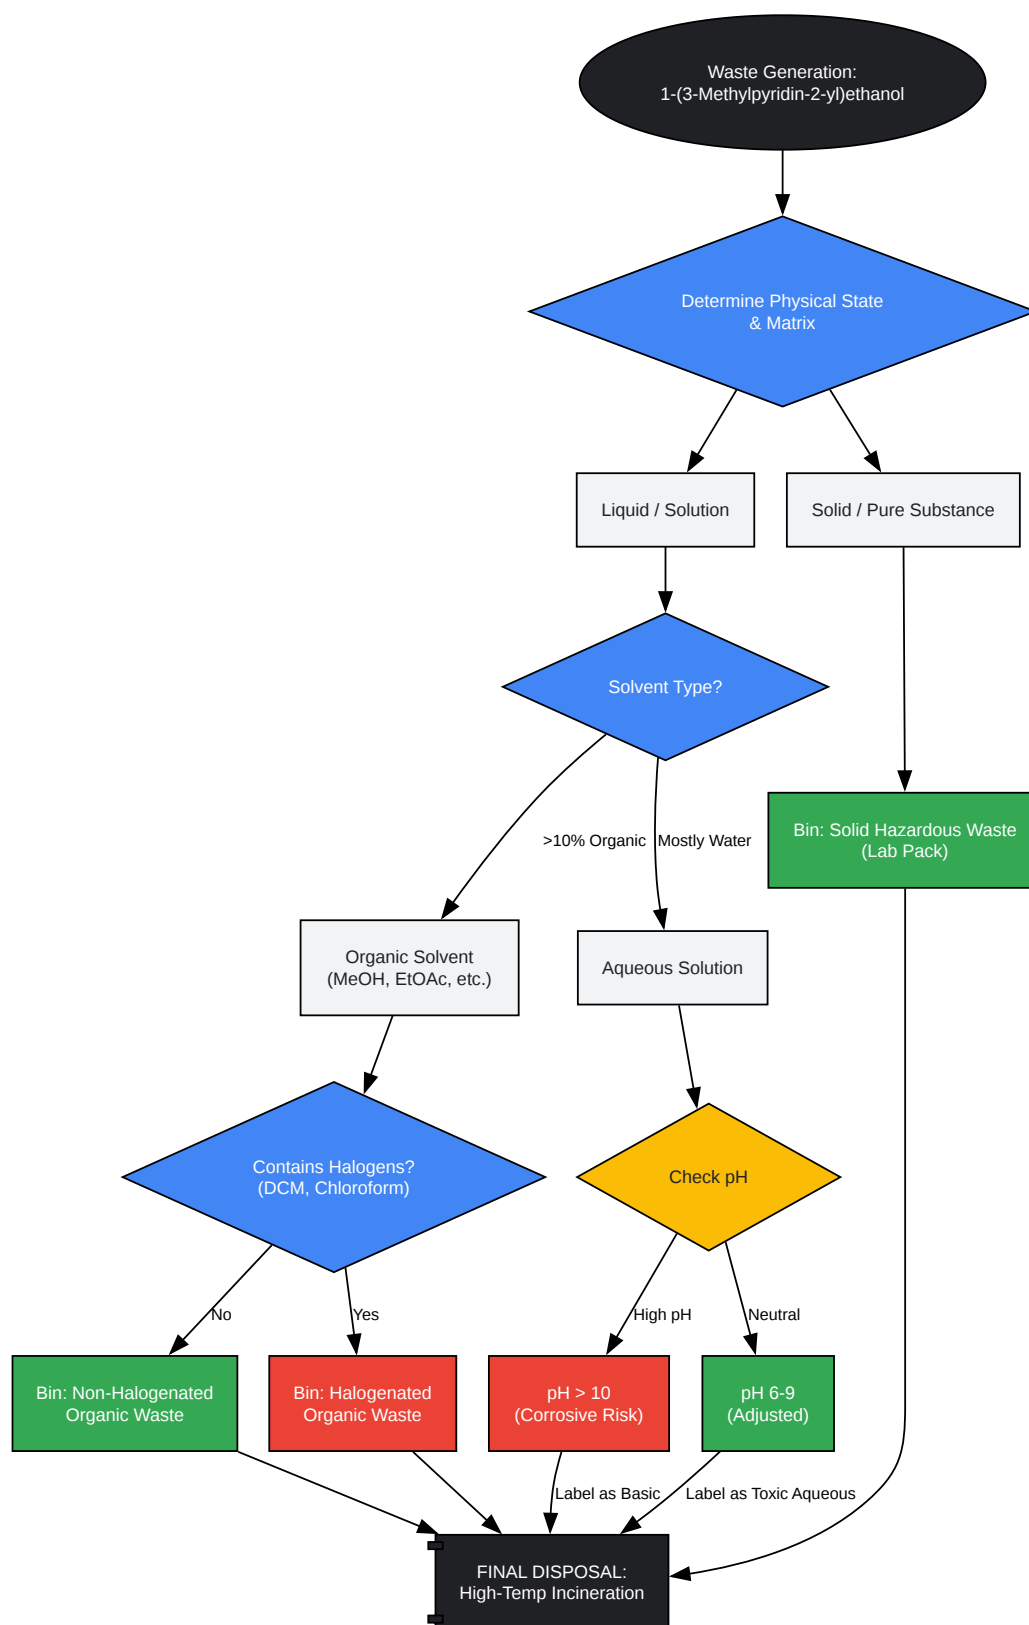 Waste Generation:
1-(3-Methylpyridin-2-yl)ethanol
Determine Physical State
& Matrix
Liquid / Solution
Solid / Pure Substance
Solvent Type?
>10% Organic
Mostly Water
Bin: Solid Hazardous Waste
(Lab Pack)
Organic Solvent
(MeOH, EtOAc, etc.)
Aqueous Solution
Contains Halogens?
(DCM, Chloroform)
Check pH
No
Yes
High pH
Neutral
Bin: Non-Halogenated
Organic Waste
Bin: Halogenated
Organic Waste
pH > 10
(Corrosive Risk)
pH 6-9
(Adjusted)
Label as Basic
Label as Toxic Aqueous
FINAL DISPOSAL:
High-Temp Incineration